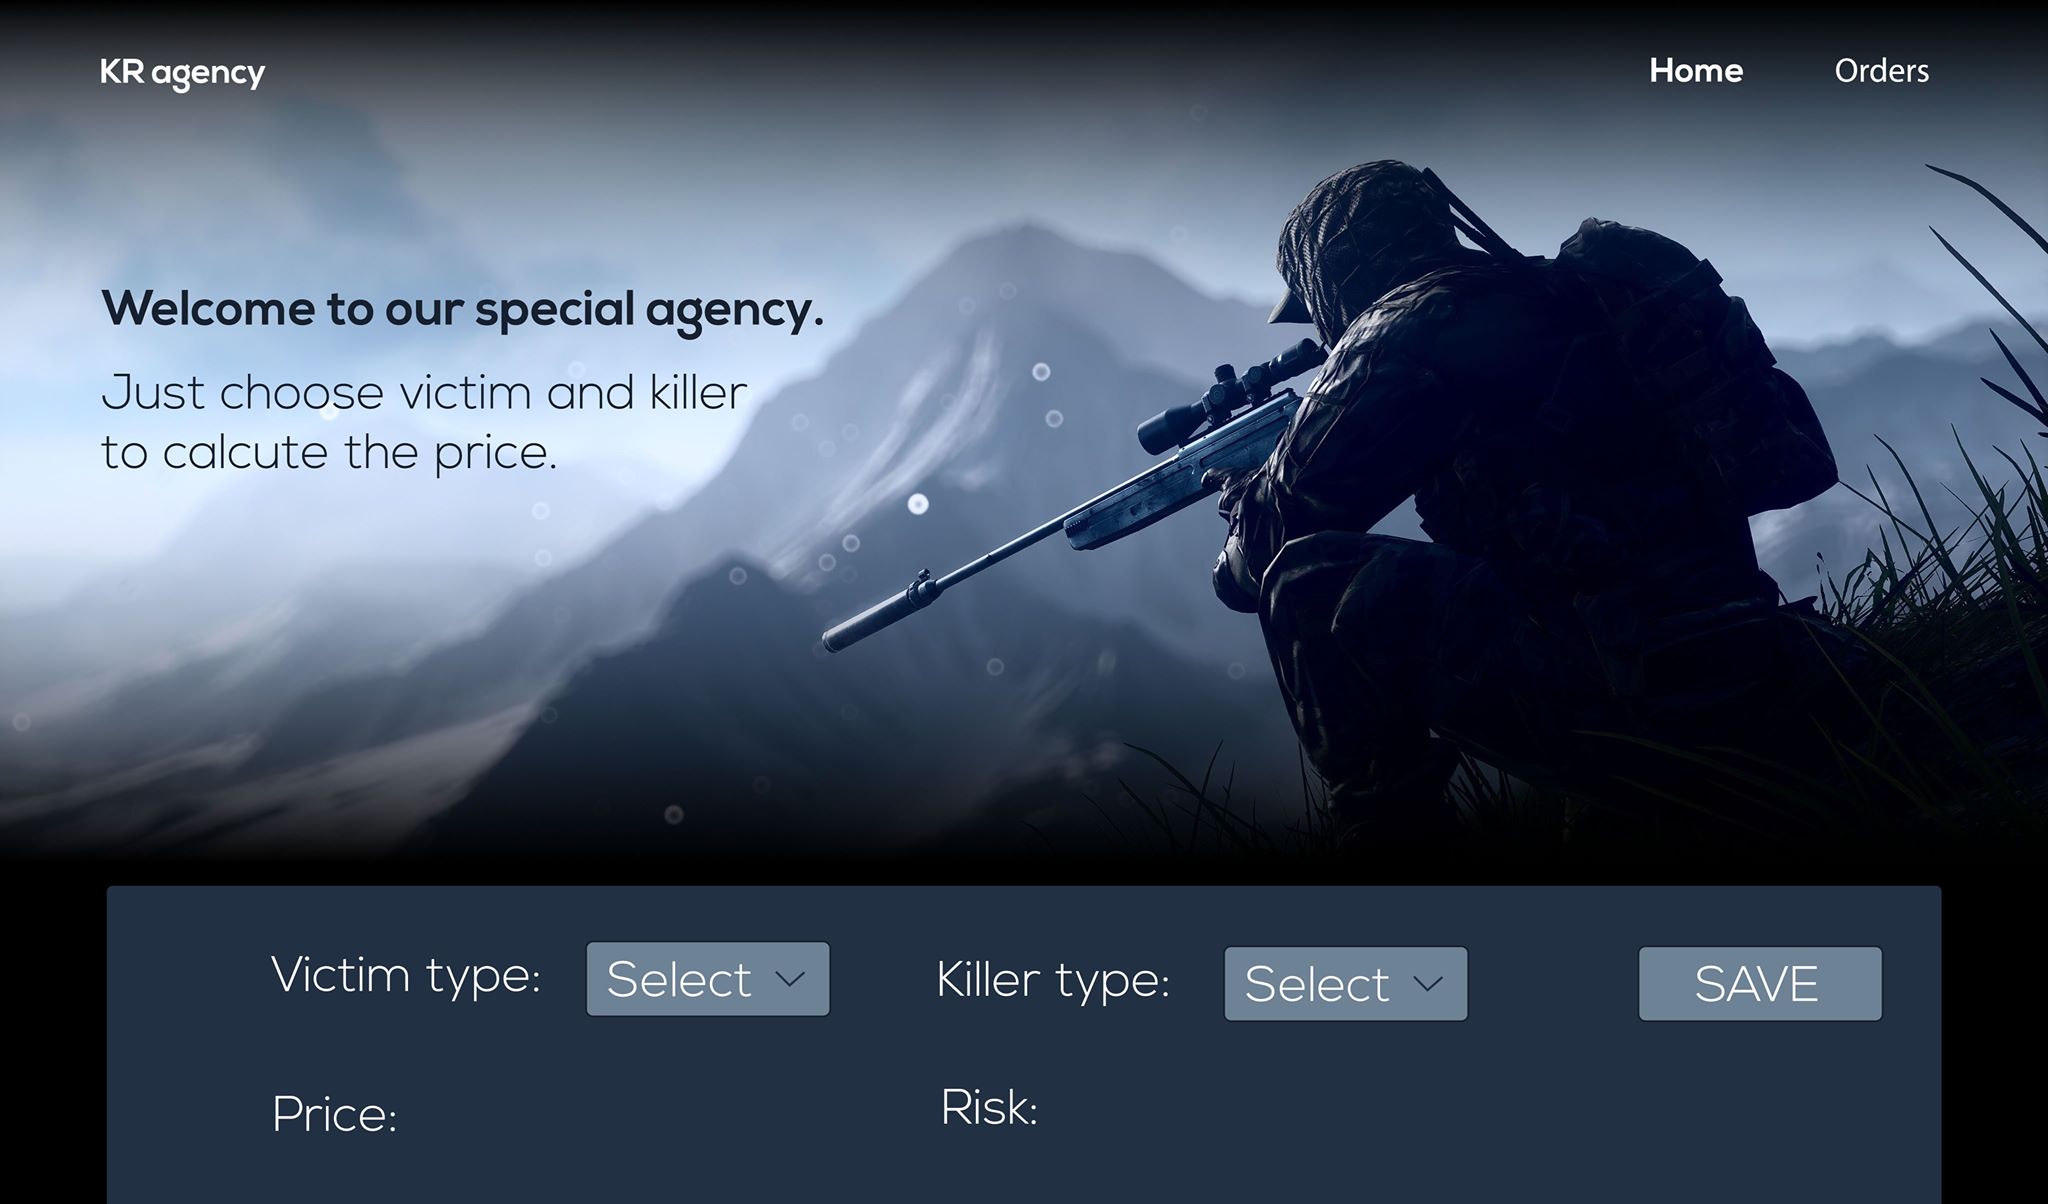 KR agency
Home
Orders
Welcome to our special agency.
Just choose victim and killer
to calcute the price.
Victim type:
Select
Killer type:
Select
SAVE
Price:
Risk: